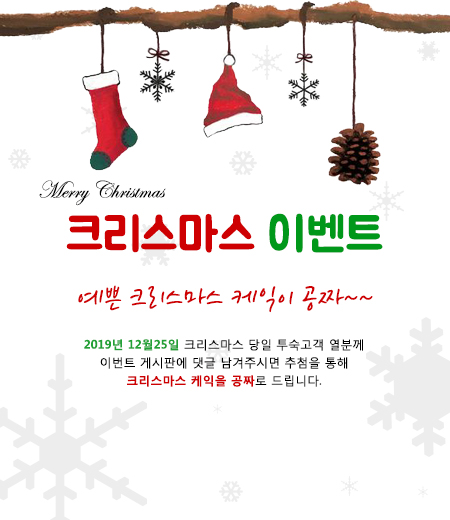 Merry Christmas
크리스마스 이벤트
예쁜 크리스마스 케익이 공짜~~
2019년 12월25일 크리스마스 당일 투숙고객 열분께
이벤트 게시판에 댓글 남겨주시면 추첨을 통해
크리스마스 케익을 공짜로 드립니다.